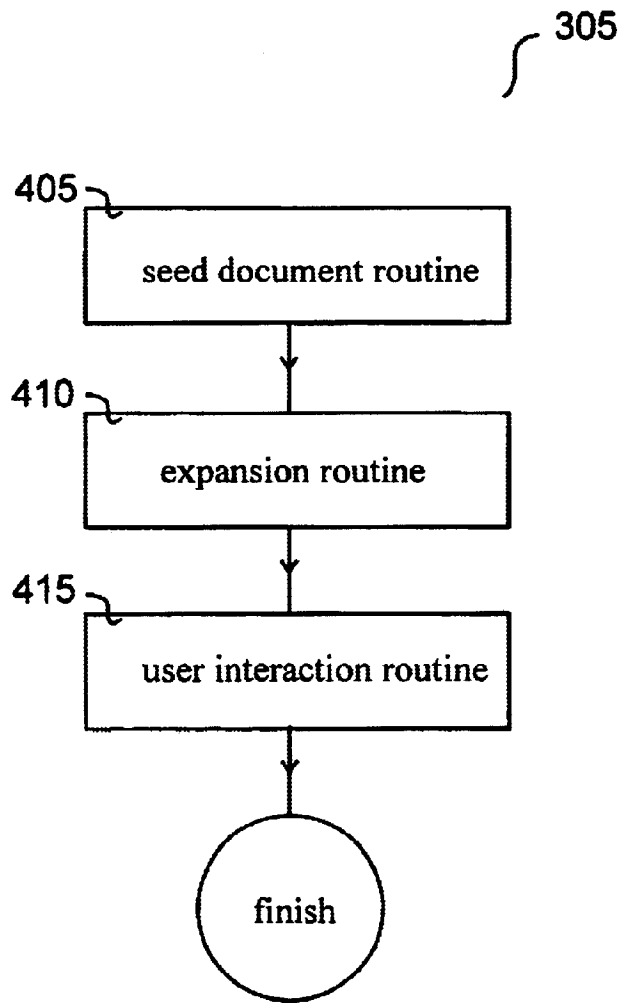 305
405
seed document routine
410
expansion routine
415
user interaction routine
finish